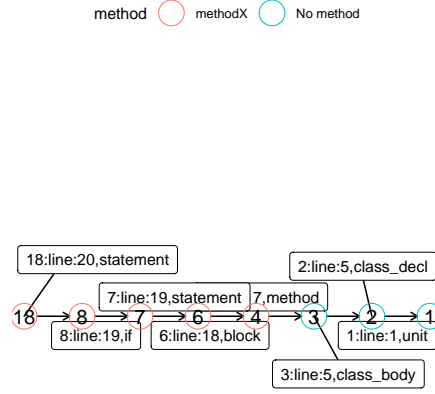 method methodX No method
18:line:20,statement
2:line:5,class_decl
7:line:19,statement 7,method
18 8 7 6 4 3 2 1
8:line:19,if 6:line:18,block 1:line:1,unit
3:line:5,class_body